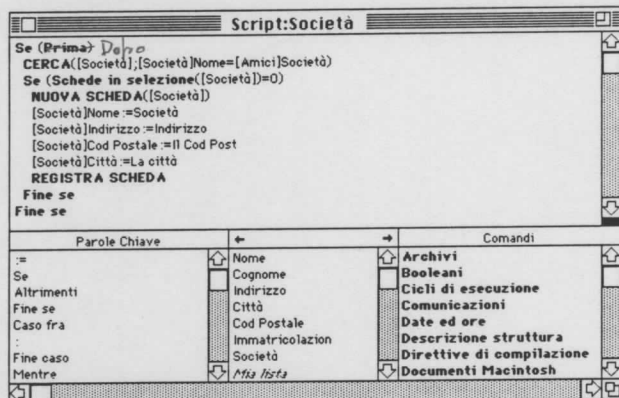 Script:Società
Se (Prima) Dopo
CERCA([Società];[Società]Nome=[Amici]Società)
Se (Schede in selezione([Società])=0)
NUOVA SCHEDA([Società])
[Società]Nome:=Società
[Società]Indirizzo:=Indirizzo
[Società]Cod Postale:=Il Cod Post
[Società]Città:=La città
REGISTRA SCHEDA
Fine se
Fine se
Parole Chiave
:=
Se
Altrimenti
Fine se
Caso fra
:
Fine caso
Mentre
← →
Nome
Cognome
Indirizzo
Città
Cod Postale
Immatricolazion
Società
Mia lista
Comandi
Archivi
Booleani
Cicli di esecuzione
Comunicazioni
Date ed ore
Descrizione struttura
Direttive di compilazione
Documenti Macintosh